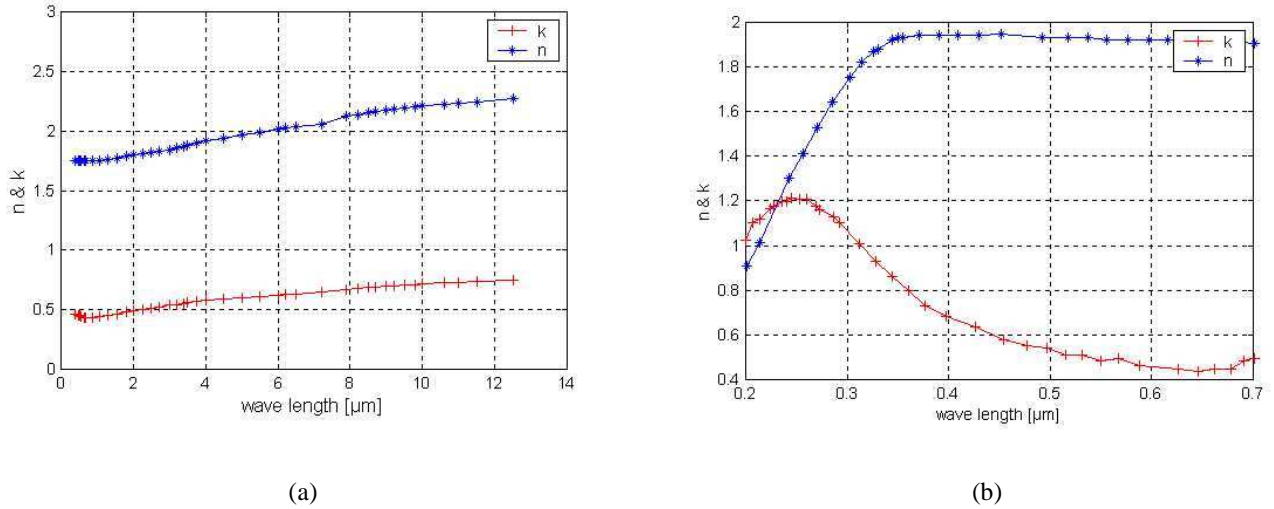 3
2.5
2
1.5
1
0.5
0
n & k
k
n
0 2 4 6 8 10 12 14
wave length [μm]
(a)
2
1.8
1.6
1.4
1.2
1
0.8
0.6
0.4
n & k
k
n
0.2 0.3 0.4 0.5 0.6 0.7
wave length [μm]
(b)